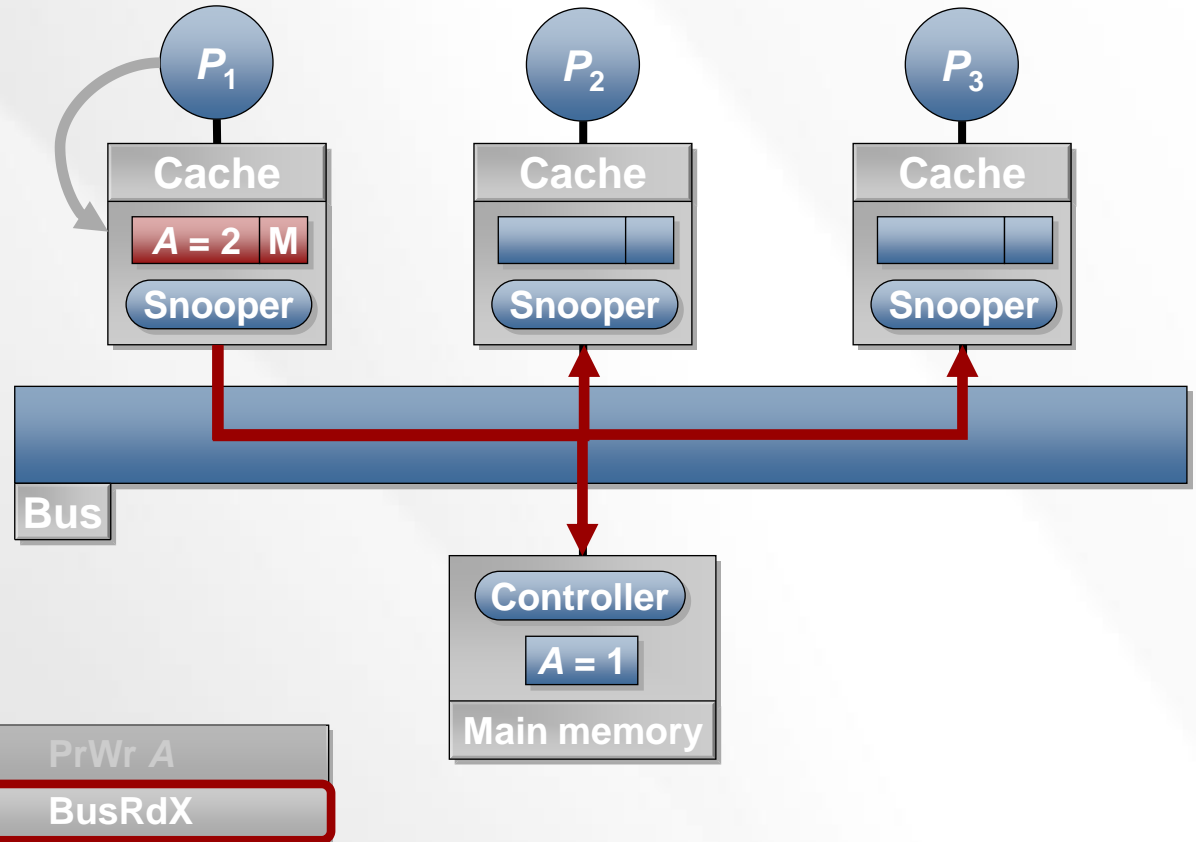 P1 P2 P3
Cache Cache Cache
A = 2 M
Snooper Snooper Snooper
Bus
Controller
A = 1
Main memory
PrWr A
BusRdX